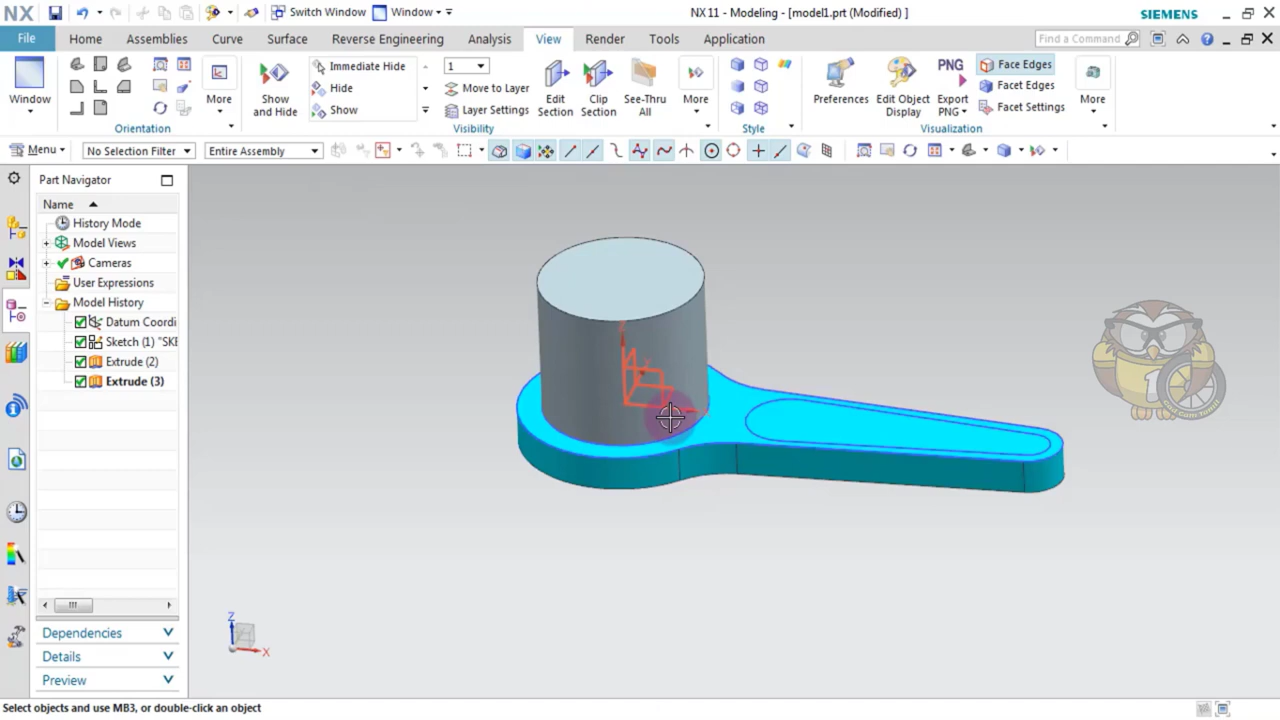 NX Switch Window Window NX 11 - Modeling - [model1.prt (Modified) ] SIEMENS
File Home Assemblies Curve Surface Reverse Engineering Analysis View Render Tools Application Find a Command
Window More Show and Hide Immediate Hide Hide Show 1 Move to Layer Layer Settings Edit Section Clip Section See-Thru All More Preferences Edit Object Display Export PNG Face Edges Facet Edges Facet Settings More
Orientation Visibility Style Visualization
Menu No Selection Filter Entire Assembly
Part Navigator
Name
History Mode
Model Views
Cameras
User Expressions
Model History
Datum Coordi
Sketch (1) "SKE
Extrude (2)
Extrude (3)
Dependencies
Details
Preview
Z
X
Select objects and use MB3, or double-click an object